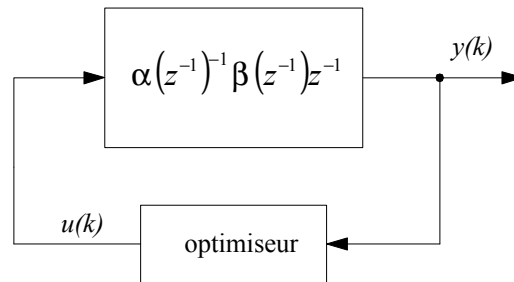 y(k)
α(z⁻¹)⁻¹β(z⁻¹)z⁻¹
u(k)
optimiseur